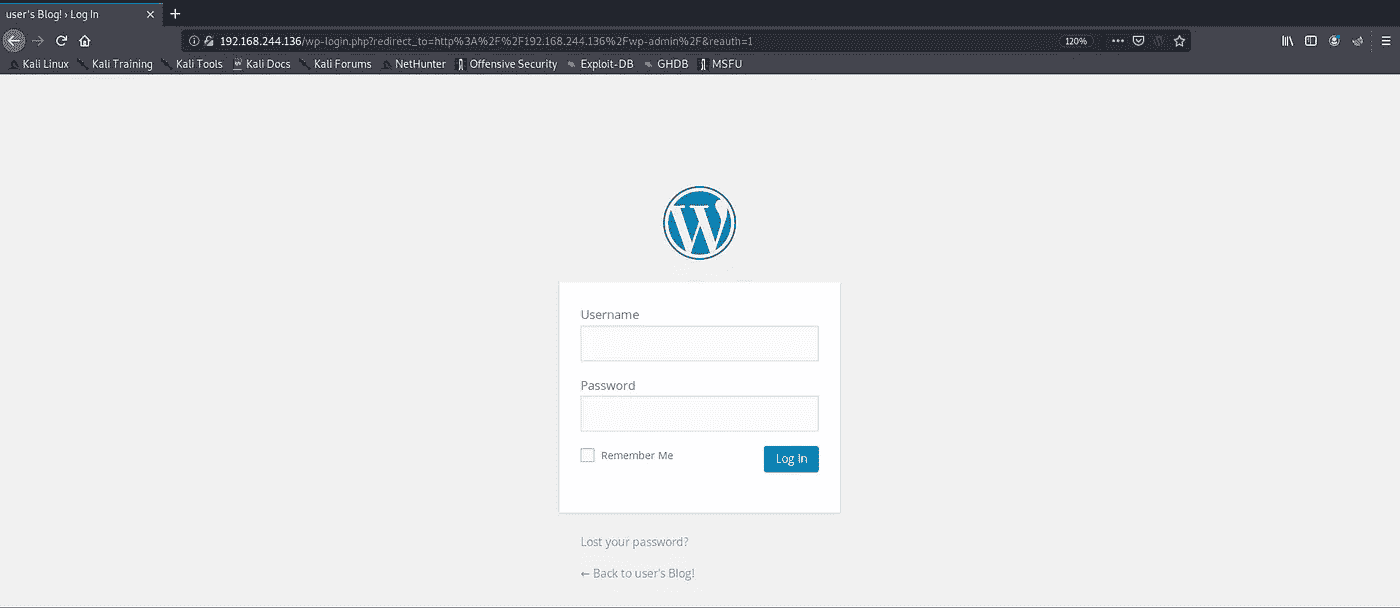 user's Blog! › Log In
192.168.244.136/wp-login.php?redirect_to=http%3A%2F%2F192.168.244.136%2Fwp-admin%2F&reauth=1
120%
Kali Linux Kali Training Kali Tools Kali Docs Kali Forums NetHunter Offensive Security Exploit-DB GHDB MSFU
Username
Password
Remember Me Log In
Lost your password?
← Back to user's Blog!